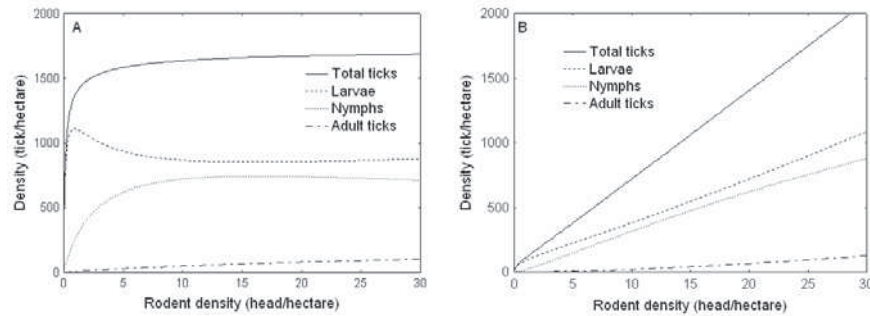 A
2000
1500
1000
500
0
Density (tick/hectare)
Total ticks
Larvae
Nymphs
Adult ticks
0 5 10 15 20 25 30
Rodent density (head/hectare)
B
2000
1500
1000
500
0
Density (tick/hectare)
Total ticks
Larvae
Nymphs
Adult ticks
0 5 10 15 20 25 30
Rodent density (head/hectare)